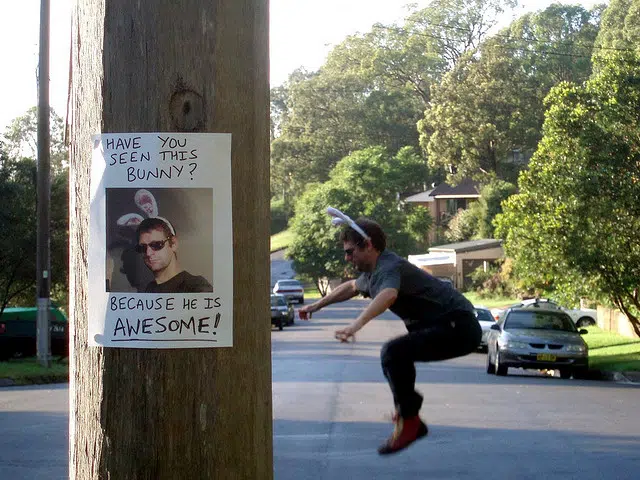 HAVE YOU
SEEN THIS
BUNNY?
BECAUSE HE IS
AWESOME!